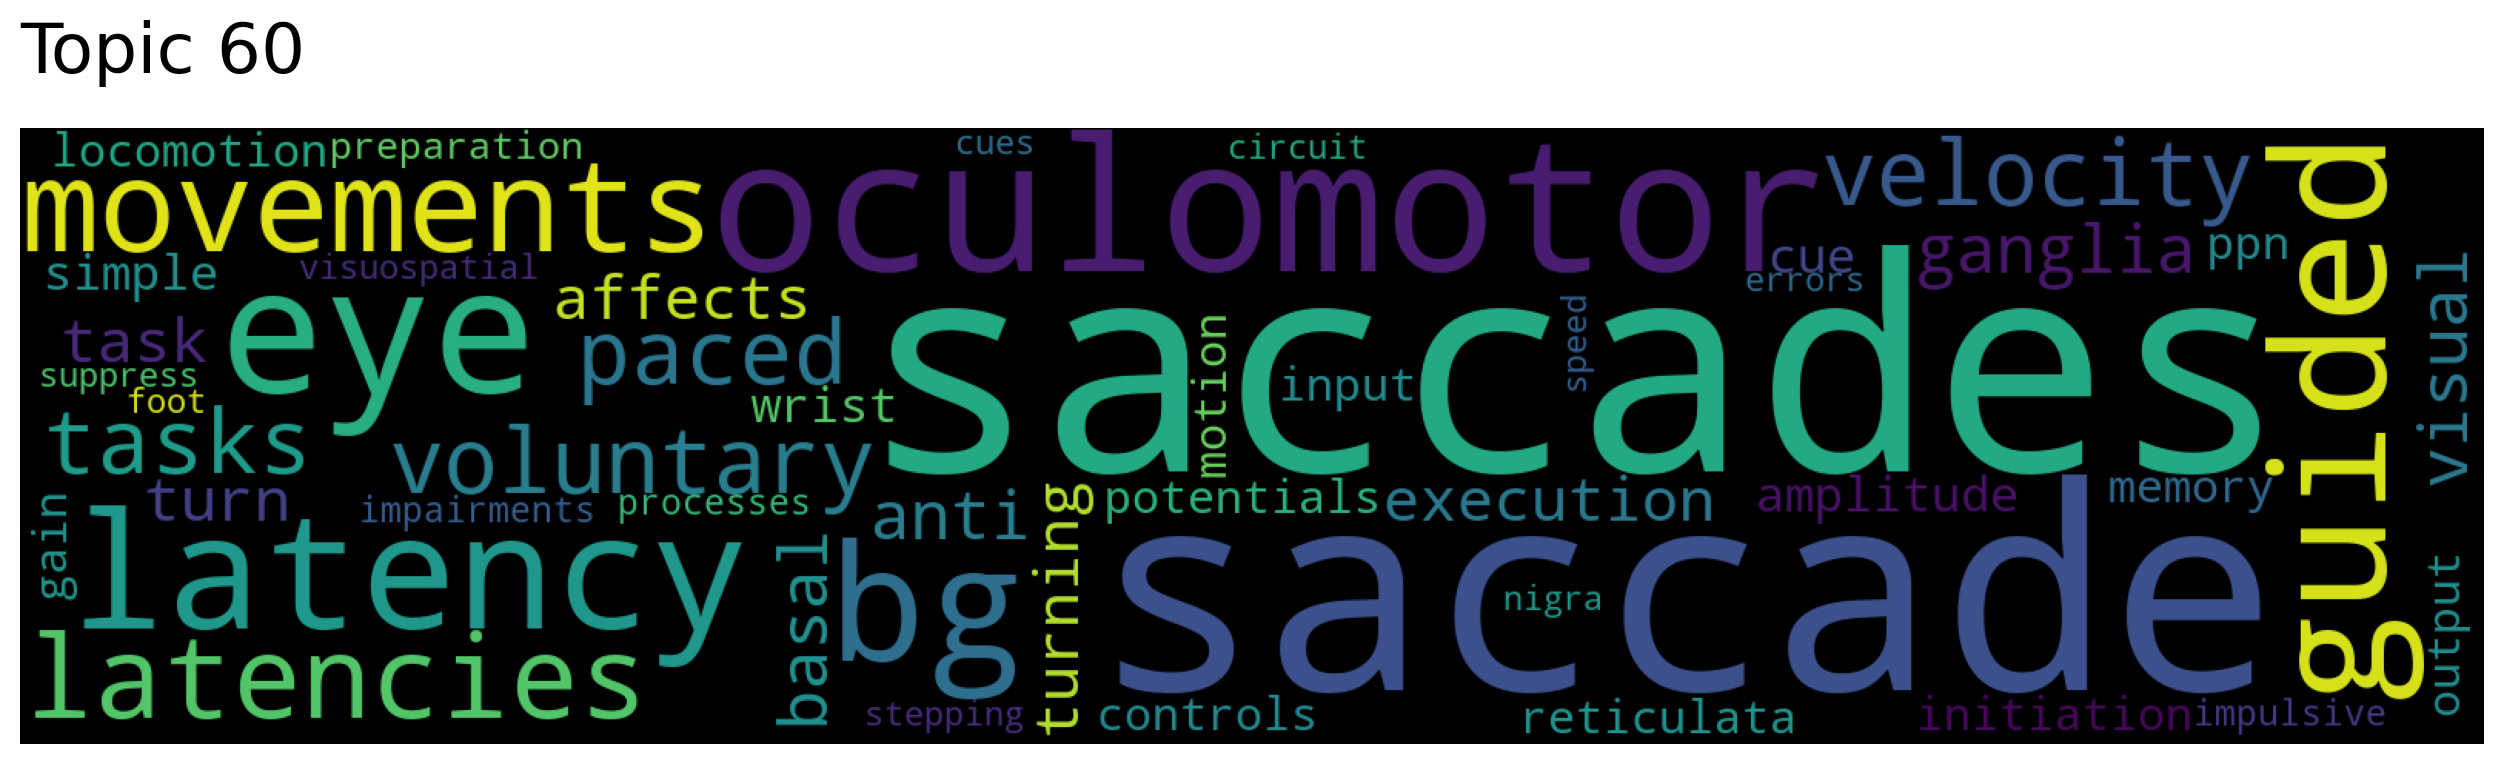 Topic 60
locomotion
preparation
cues
circuit
movements
oculomotor
velocity
guided
simple
visuospatial
affects
cue
errors
ganglia
ppn
task
eye
paced
saccades
motion
input
speed
visual
suppress
foot
wrist
tasks
voluntary
turn
impairments
processes
anti
turning
potentials
execution
amplitude
memory
gain
latency
basal
bg
saccade
nigra
output
latencies
stepping
controls
reticulata
initiation
impulsive